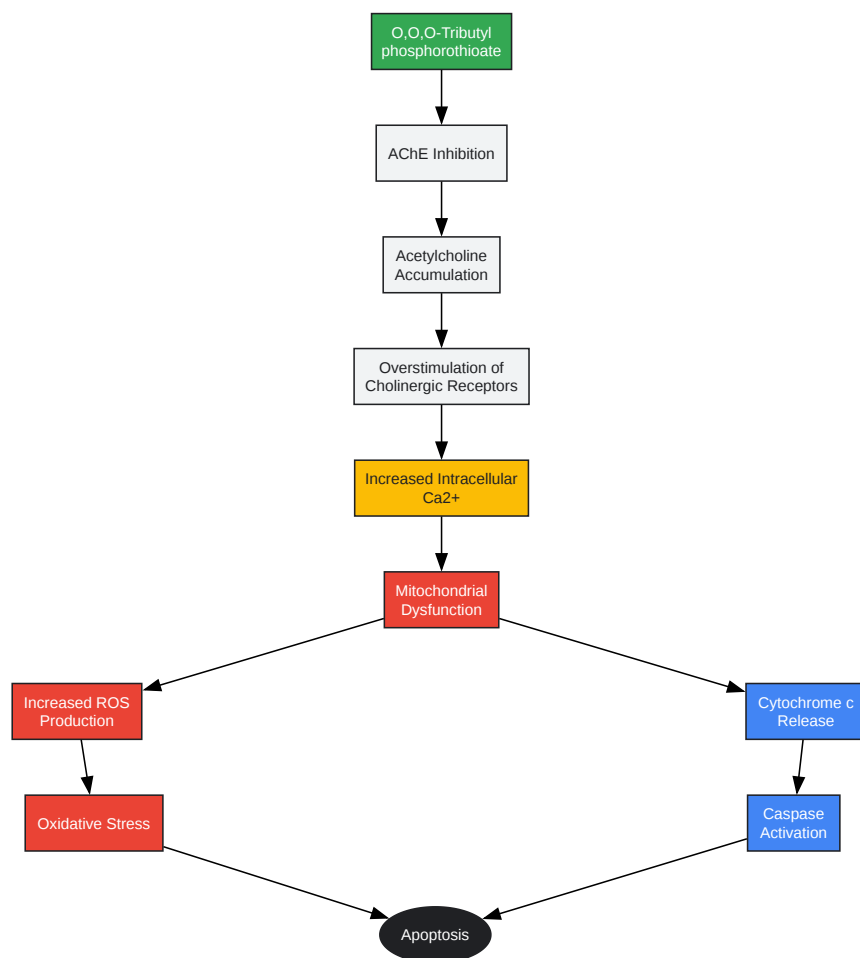 O,O,O-Tributyl
phosphorothioate
AChE Inhibition
Acetylcholine
Accumulation
Overstimulation of
Cholinergic Receptors
Increased Intracellular
Ca2+
Mitochondrial
Dysfunction
Increased ROS
Production
Cytochrome c
Release
Oxidative Stress
Caspase
Activation
Apoptosis